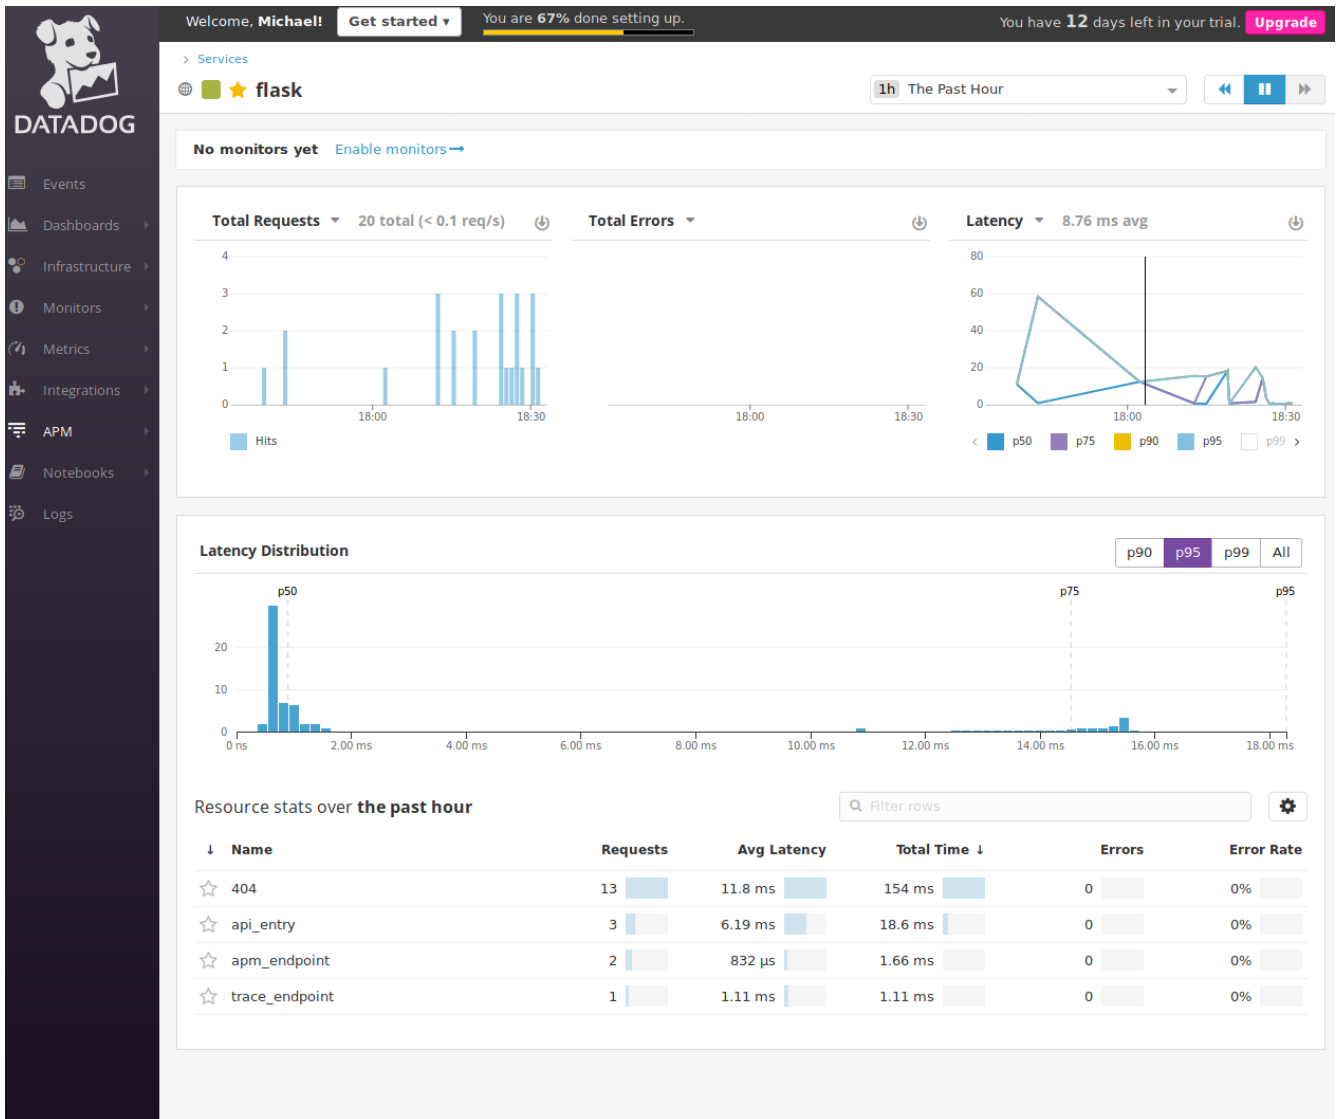 DATADOG
Events
Dashboards
Infrastructure
Monitors
Metrics
Integrations
APM
Notebooks
Logs
Welcome, Michael!
Get started ▾
You are 67% done setting up.
You have 12 days left in your trial.
Upgrade
> Services
flask
1h The Past Hour
No monitors yet Enable monitors→
Total Requests 20 total (< 0.1 req/s)
4
3
2
1
0
18:00 18:30
Hits
Total Errors
18:00 18:30
Latency 8.76 ms avg
80
60
40
20
0
18:00 18:30
‹ p50 p75 p90 p95 p99 ›
Latency Distribution
p90 p95 p99 All
p50 p75 p95
20
10
0
0 ns 2.00 ms 4.00 ms 6.00 ms 8.00 ms 10.00 ms 12.00 ms 14.00 ms 16.00 ms 18.00 ms
Resource stats over the past hour
Filter rows
↓ Name Requests Avg Latency Total Time ↓ Errors Error Rate
404 13 11.8 ms 154 ms 0 0%
api_entry 3 6.19 ms 18.6 ms 0 0%
apm_endpoint 2 832 µs 1.66 ms 0 0%
trace_endpoint 1 1.11 ms 1.11 ms 0 0%